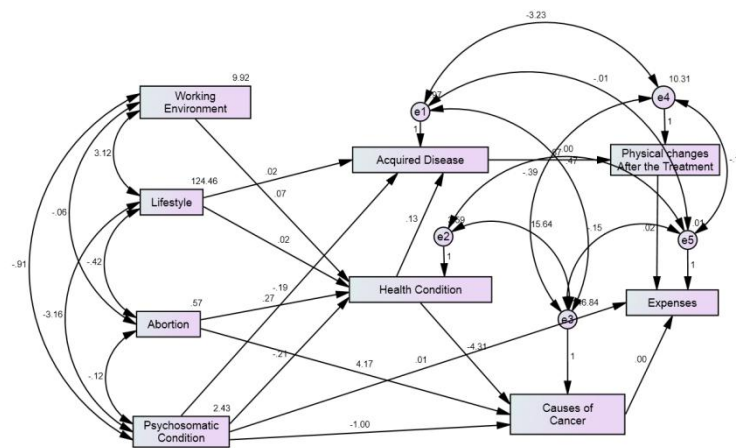 -3.23
9.92
10.31
e4
-.01
e1
Working
Environment
1
1
3.12
Acquired Disease
.00
.47
Physical changes
After the Treatment
124.46
.02
.07
-.39
-.06
Lifestyle
.13
e2
15.64
-.15
.02
.01
e5
.02
1
1
-.42
-.91
-.19
Health Condition
.27
.57
e3
6.84
Expenses
-3.16
Abortion
-.21
4.17
.01
-4.31
1
.00
-.12
2.43
Psychosomatic
Condition
-1.00
Causes of
Cancer